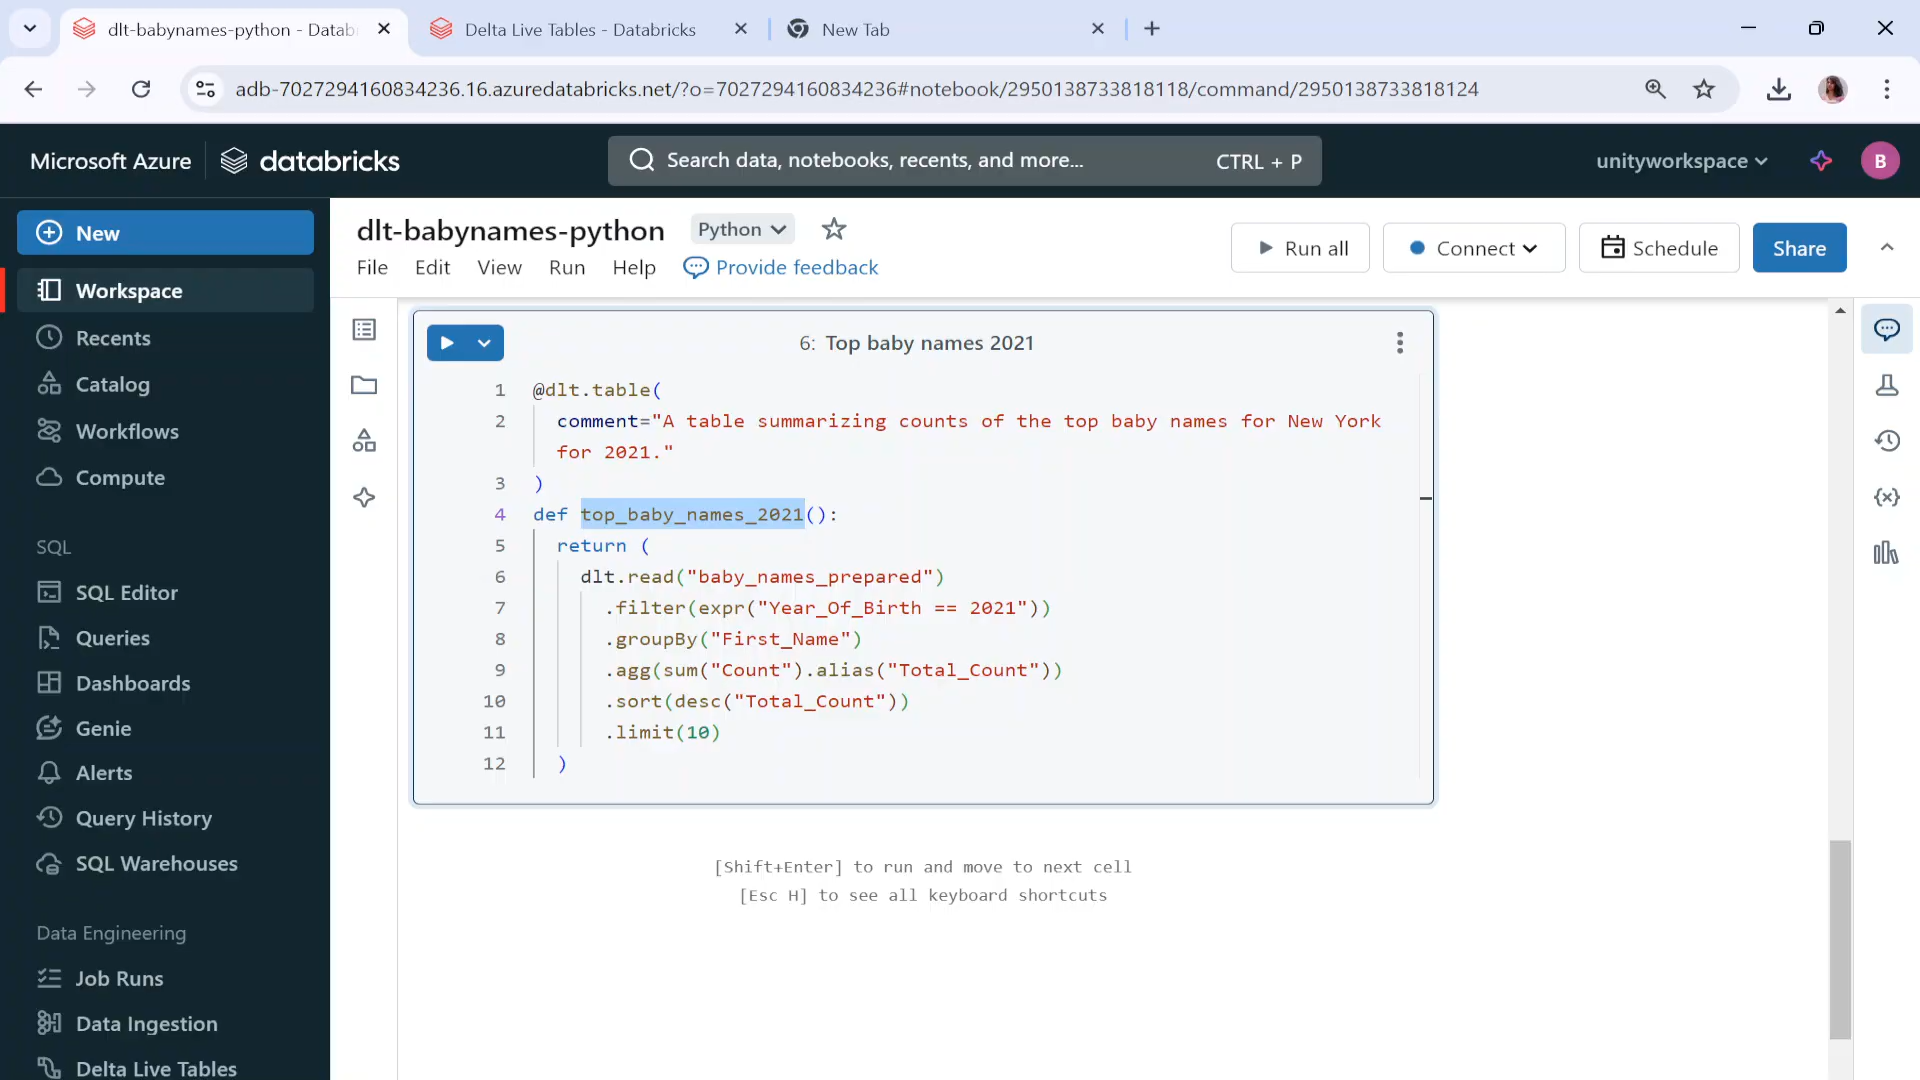 dlt-babynames-python - Datab
Delta Live Tables - Databricks
New Tab
adb-7027294160834236.16.azuredatabricks.net/?o=7027294160834236#notebook/2950138733818118/command/2950138733818124
Microsoft Azure
databricks
Search data, notebooks, recents, and more...
CTRL + P
unityworkspace
B
New
Workspace
Recents
Catalog
Workflows
Compute
SQL
SQL Editor
Queries
Dashboards
Genie
Alerts
Query History
SQL Warehouses
Data Engineering
Job Runs
Data Ingestion
Delta Live Tables
dlt-babynames-python
Python
File Edit View Run Help Provide feedback
Run all
Connect
Schedule
Share
6: Top baby names 2021
1 @dlt.table(
2 comment="A table summarizing counts of the top baby names for New York
for 2021."
3 )
4 def top_baby_names_2021():
5 return (
6 dlt.read("baby_names_prepared")
7 .filter(expr("Year_Of_Birth == 2021"))
8 .groupBy("First_Name")
9 .agg(sum("Count").alias("Total_Count"))
10 .sort(desc("Total_Count"))
11 .limit(10)
12 )
[Shift+Enter] to run and move to next cell
[Esc H] to see all keyboard shortcuts